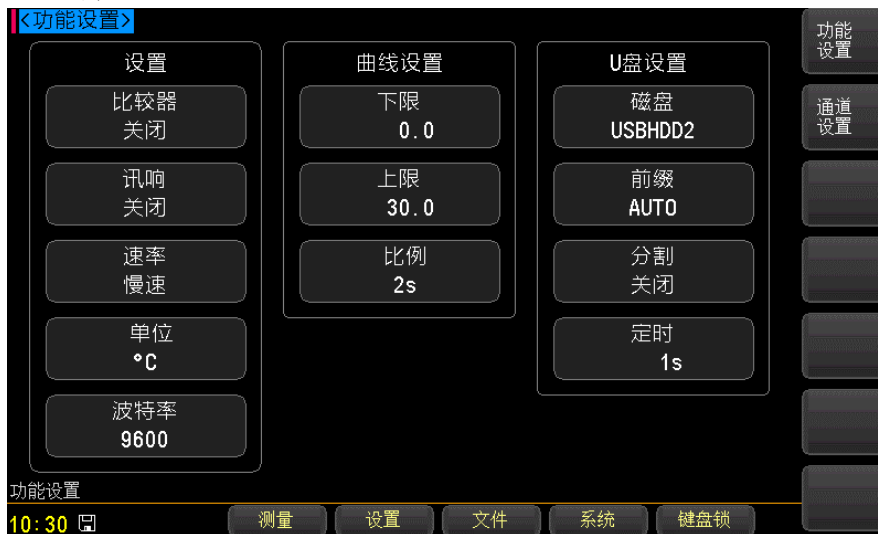 <功能设置>
设置
比较器
关闭
讯响
关闭
速率
慢速
单位
°C
波特率
9600
曲线设置
下限
0.0
上限
30.0
比例
2s
U盘设置
磁盘
USBHDD2
前缀
AUTO
分割
关闭
定时
1s
功能
设置
通道
设置
功能设置
10:30
测量
设置
文件
系统
键盘锁